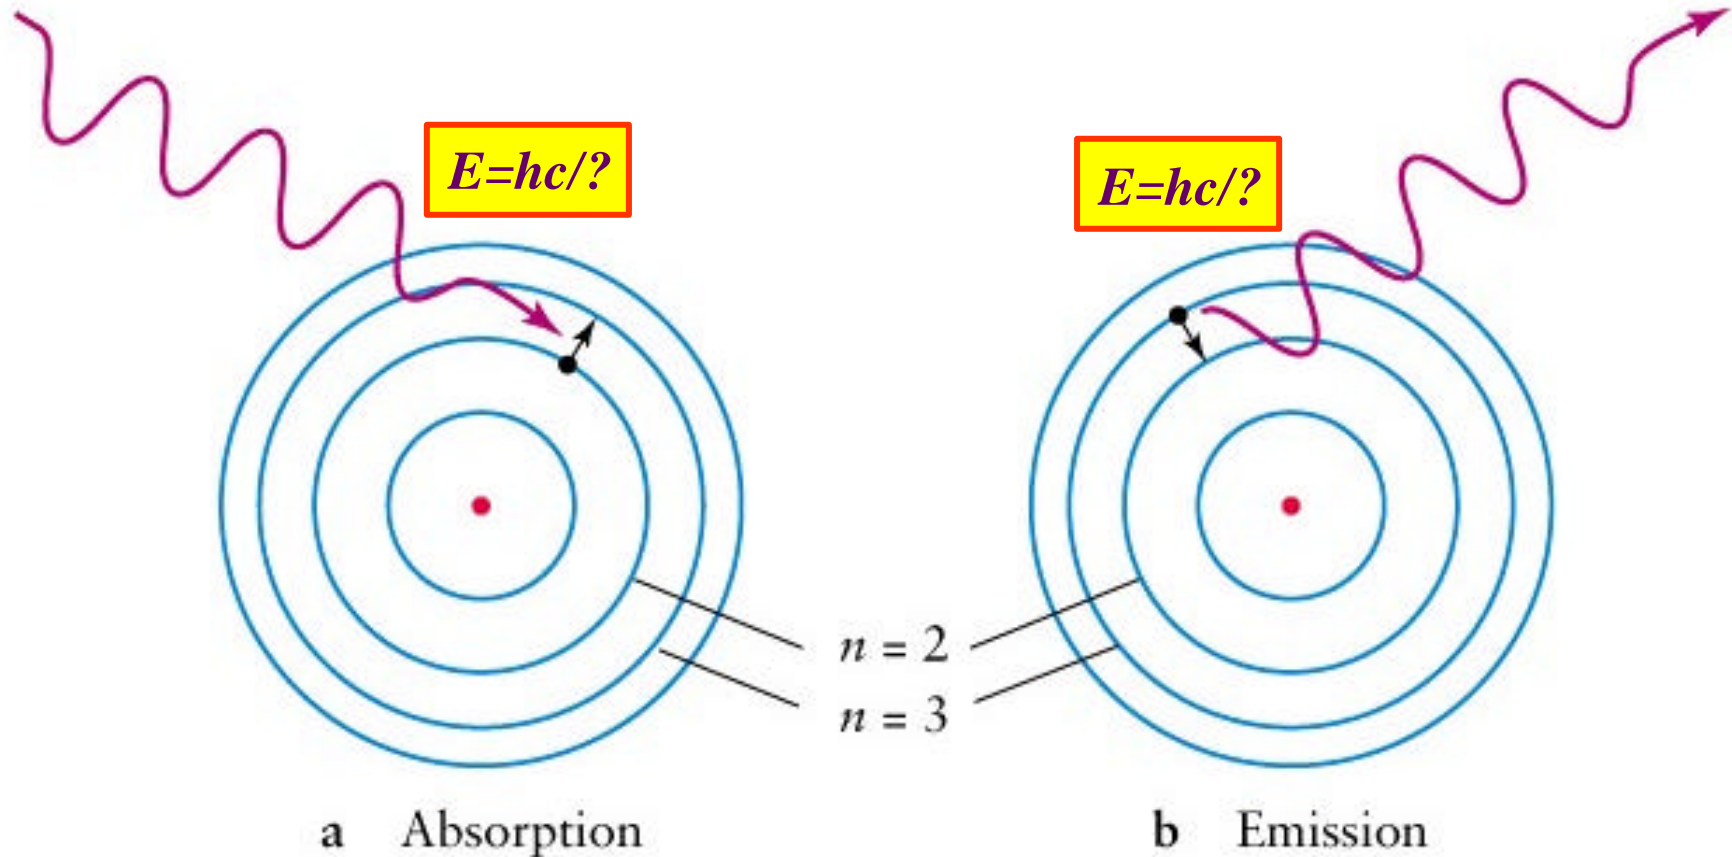 E=hc/?
E=hc/?
n = 2
n = 3
a Absorption
b Emission